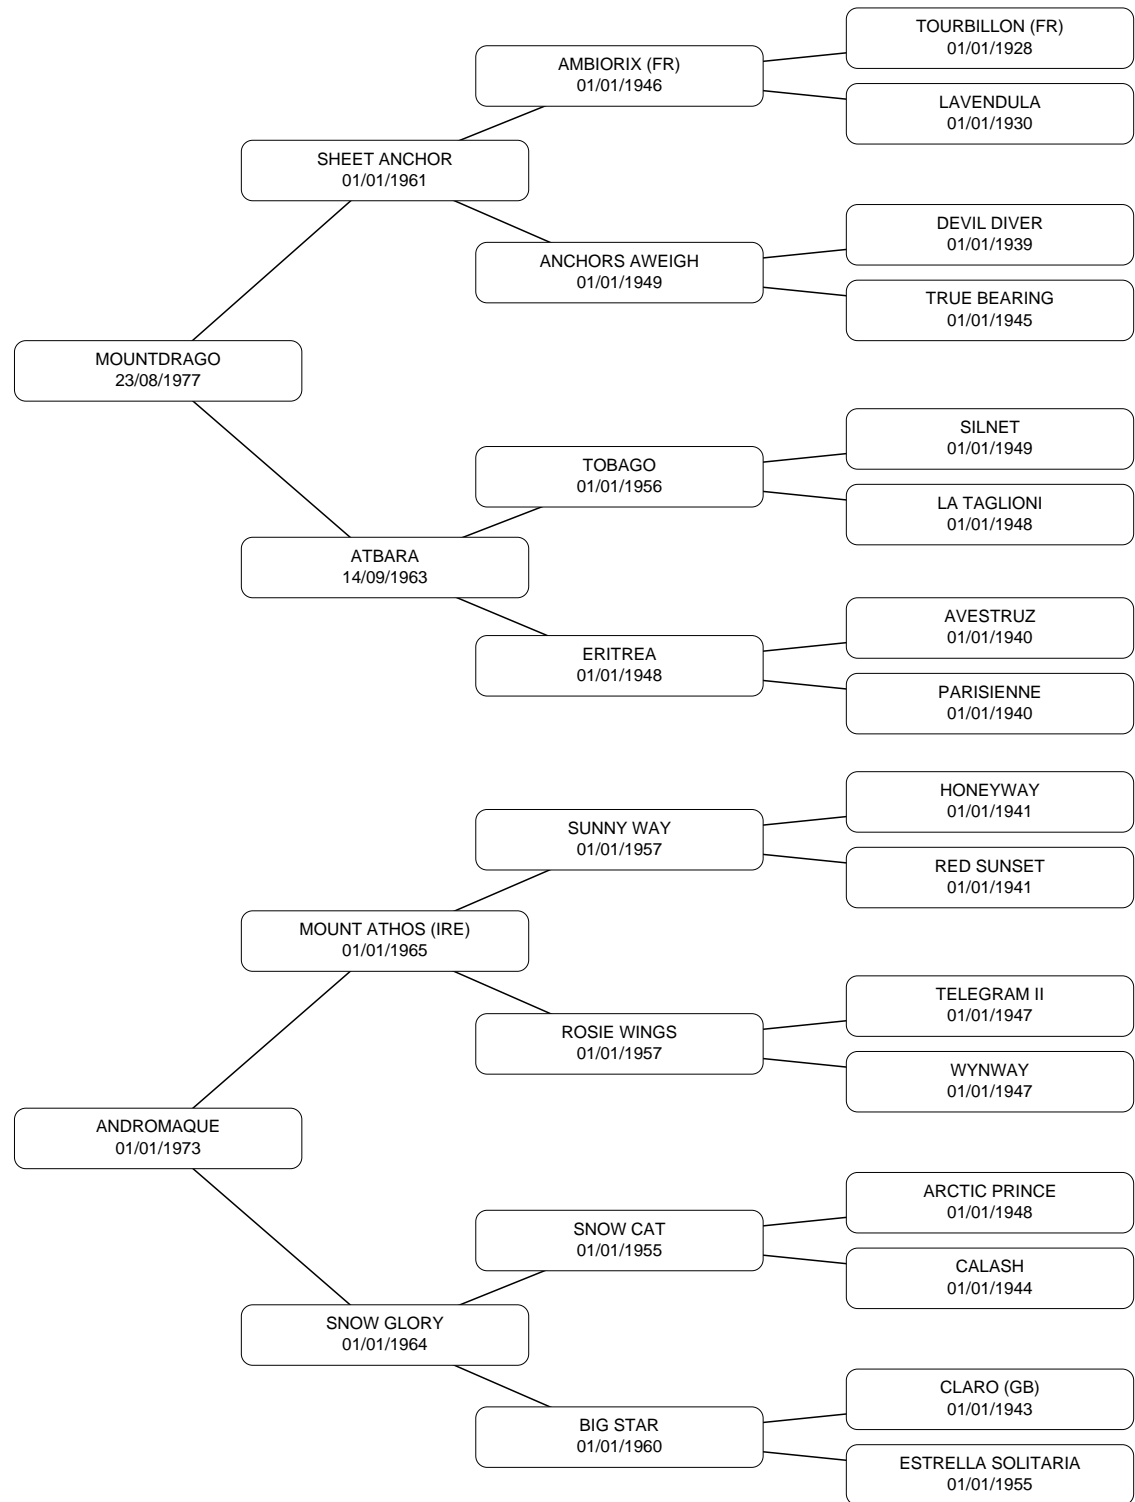 TOURBILLON (FR)
01/01/1928
AMBIORIX (FR)
01/01/1946
LAVENDULA
01/01/1930
SHEET ANCHOR
01/01/1961
DEVIL DIVER
01/01/1939
ANCHORS AWEIGH
01/01/1949
TRUE BEARING
01/01/1945
MOUNTDRAGO
23/08/1977
SILNET
01/01/1949
TOBAGO
01/01/1956
LA TAGLIONI
01/01/1948
ATBARA
14/09/1963
AVESTRUZ
01/01/1940
ERITREA
01/01/1948
PARISIENNE
01/01/1940
HONEYWAY
01/01/1941
SUNNY WAY
01/01/1957
RED SUNSET
01/01/1941
MOUNT ATHOS (IRE)
01/01/1965
TELEGRAM II
01/01/1947
ROSIE WINGS
01/01/1957
WYNWAY
01/01/1947
ANDROMAQUE
01/01/1973
ARCTIC PRINCE
01/01/1948
SNOW CAT
01/01/1955
CALASH
01/01/1944
SNOW GLORY
01/01/1964
CLARO (GB)
01/01/1943
BIG STAR
01/01/1960
ESTRELLA SOLITARIA
01/01/1955